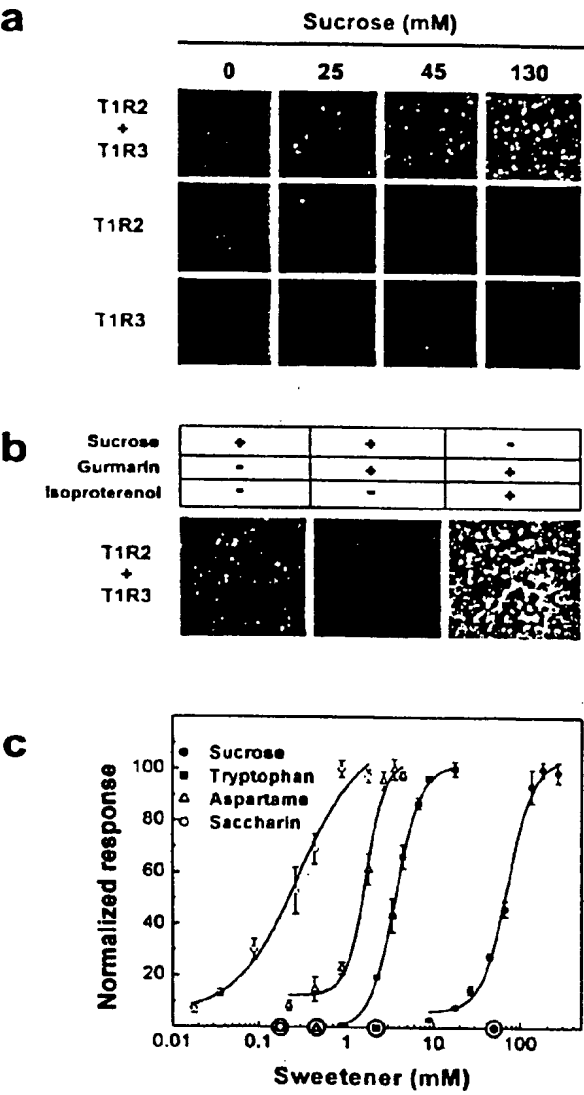 a
Sucrose (mM)
0 25 45 130
T1R2
+
T1R3
T1R2
T1R3
b
Sucrose + + -
Gurmarin - + +
Isoproterenol - - +
T1R2
+
T1R3
c
Sucrose
Tryptophan
Aspartame
Saccharin
Normalized response
100
80
60
40
20
0.01 0.1 1 10 100
Sweetener (mM)